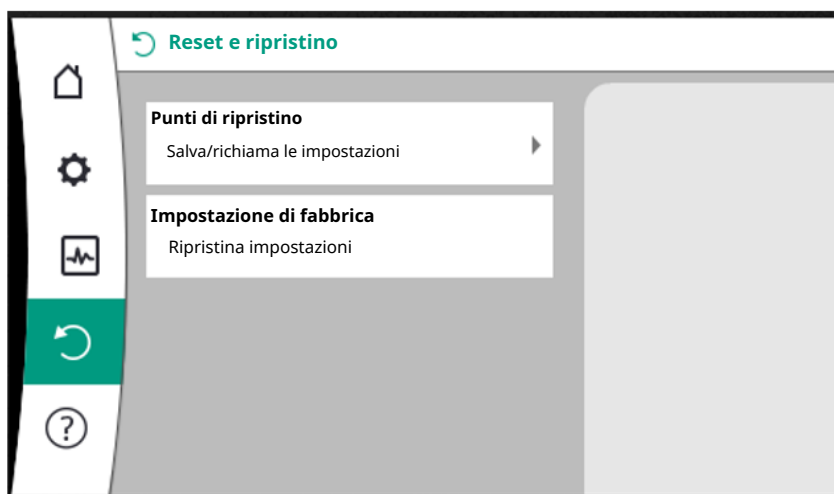 Reset e ripristino
Punti di ripristino
Salva/richiama le impostazioni
Impostazione di fabbrica
Ripristina impostazioni
?